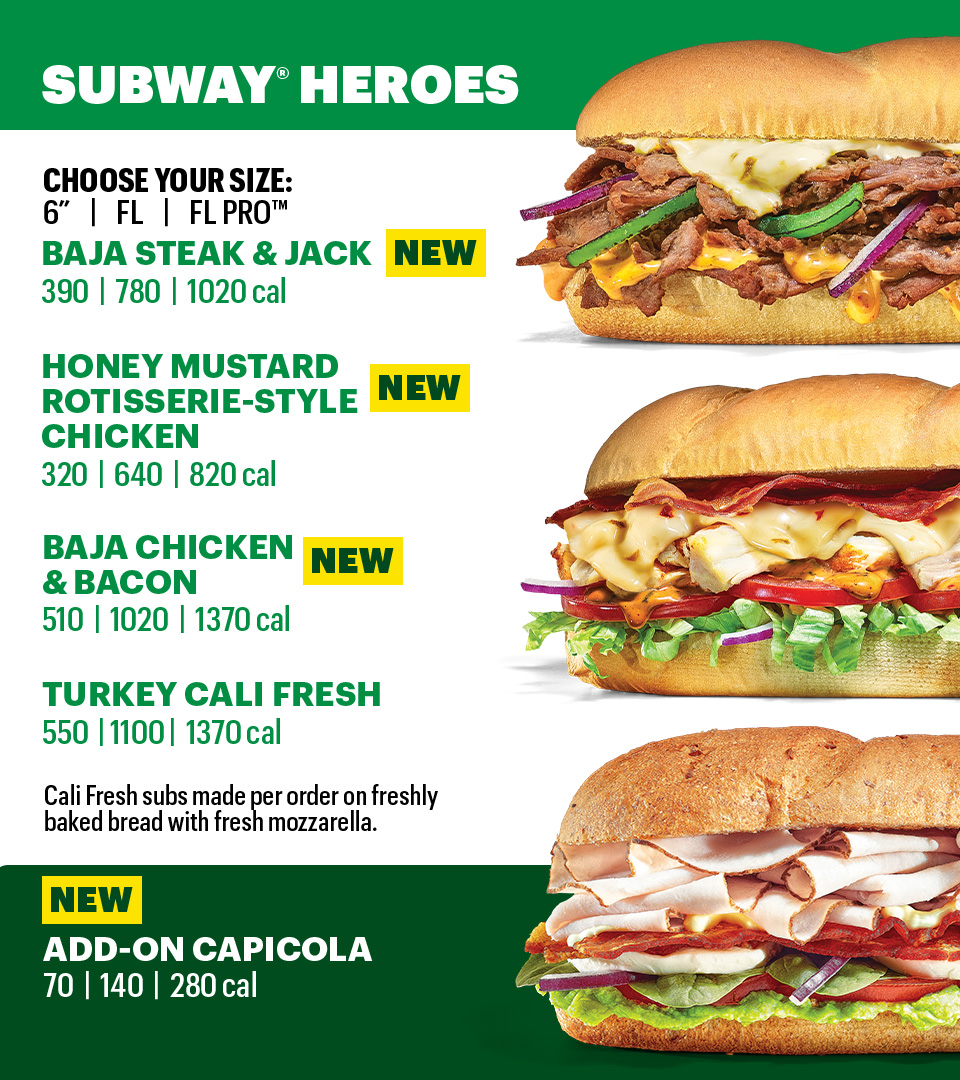 SUBWAY® HEROES
CHOOSE YOUR SIZE:
6” | FL | FL PRO™
BAJA STEAK & JACK NEW
390 | 780 | 1020 cal
HONEY MUSTARD
ROTISSERIE-STYLE NEW
CHICKEN
320 | 640 | 820 cal
BAJA CHICKEN NEW
& BACON
510 | 1020 | 1370 cal
TURKEY CALI FRESH
550 | 1100 | 1370 cal
Cali Fresh subs made per order on freshly
baked bread with fresh mozzarella.
NEW
ADD-ON CAPICOLA
70 | 140 | 280 cal